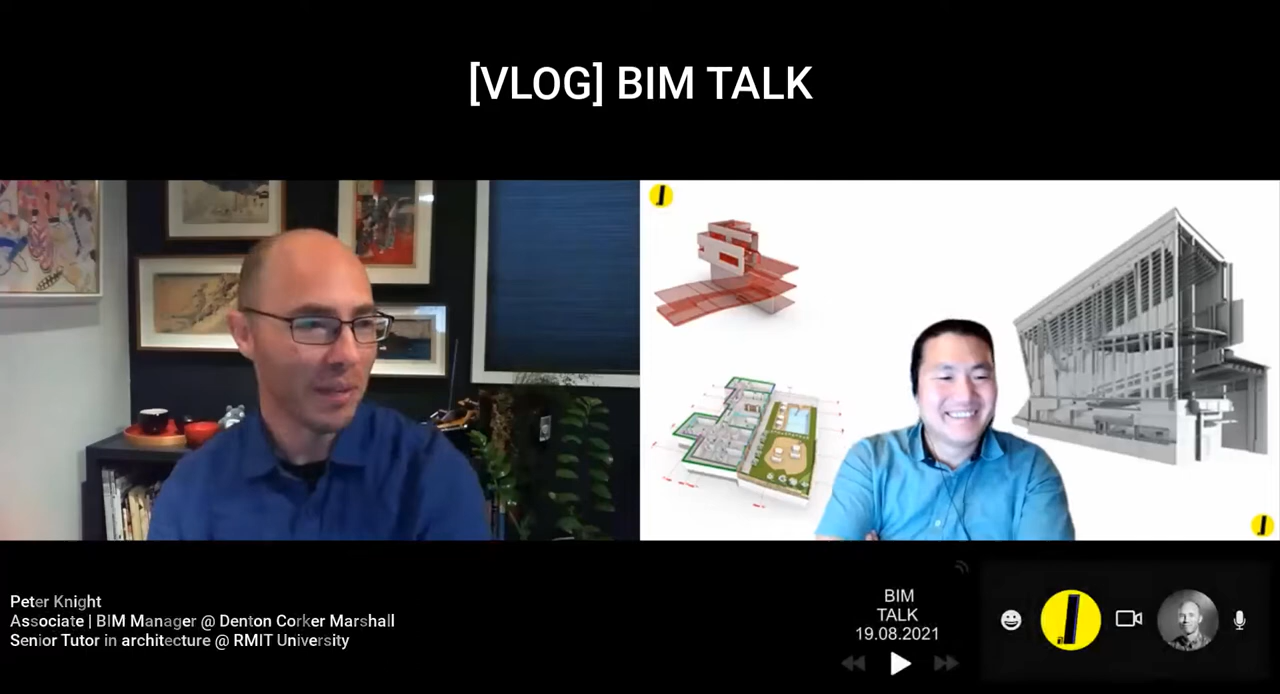 [VLOG] BIM TALK
Peter Knight
Associate | BIM Manager @ Denton Corker Marshall
Senior Tutor in architecture @ RMIT University
BIM
TALK
19.08.2021